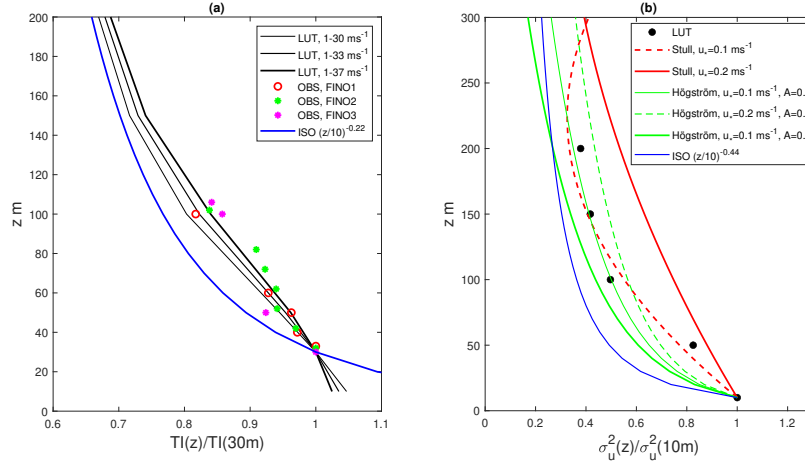 (a)
200
180
160
140
120
100
80
60
40
20
0
z m
0.6
0.7
0.8
0.9
1
1.1
TI(z)/TI(30m)
LUT, 1-30 ms⁻¹
LUT, 1-33 ms⁻¹
LUT, 1-37 ms⁻¹
OBS, FINO1
OBS, FINO2
OBS, FINO3
ISO (z/10)⁻⁰·²²
(b)
300
250
200
150
100
50
0
z m
0
0.2
0.4
0.6
0.8
1
1.2
σᵤ²(z)/σᵤ²(10m)
LUT
Stull, u*=0.1 ms⁻¹
Stull, u*=0.2 ms⁻¹
Högström, u*=0.1 ms⁻¹, A=0.
Högström, u*=0.2 ms⁻¹, A=0.
Högström, u*=0.1 ms⁻¹, A=0.
ISO (z/10)⁻⁰·⁴⁴